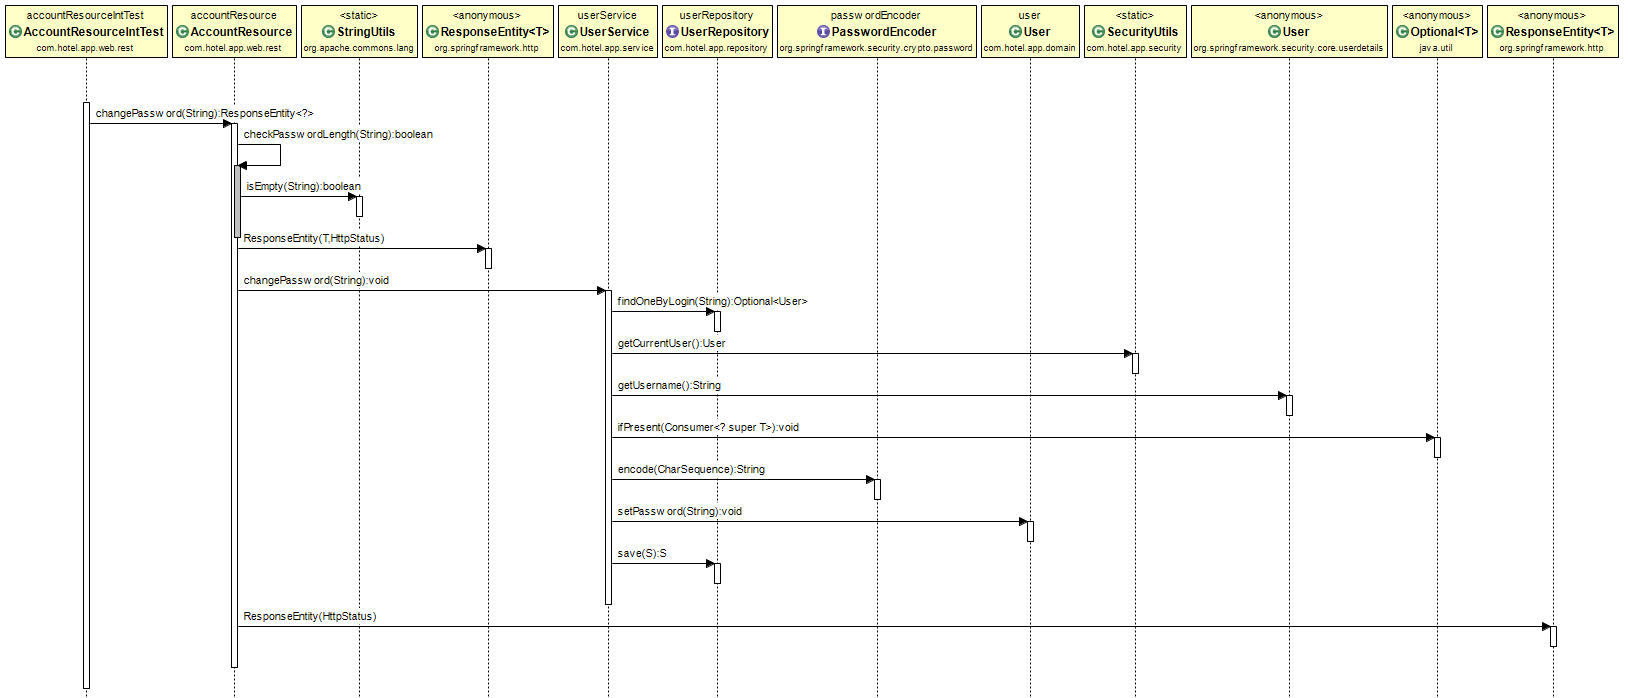 accountResourceIntTest
AccountResourceIntTest
com.hotel.app.web.rest
accountResource
AccountResource
com.hotel.app.web.rest
<static>
StringUtils
org.apache.commons.lang
<anonymous>
ResponseEntity<T>
org.springframework.http
userService
UserService
com.hotel.app.service
userRepository
UserRepository
com.hotel.app.repository
passwordEncoder
PasswordEncoder
org.springframework.security.crypto.password
user
User
com.hotel.app.domain
<static>
SecurityUtils
com.hotel.app.security
<anonymous>
User
org.springframework.security.core.userdetails
<anonymous>
Optional<T>
java.util
<anonymous>
ResponseEntity<T>
org.springframework.http
changePassword(String):ResponseEntity<?>
checkPasswordLength(String):boolean
isEmpty(String):boolean
ResponseEntity(T,HttpStatus)
changePassword(String):void
findOneByLogin(String):Optional<User>
getCurrentUser():User
getUsername():String
ifPresent(Consumer<? super T>):void
encode(CharSequence):String
setPassword(String):void
save(S):S
ResponseEntity(HttpStatus)